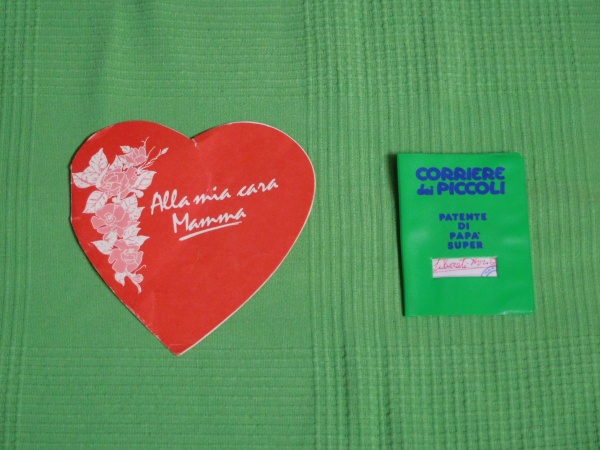 Alla mia cara
Mamma
CORRIERE
dei PICCOLI
PATENTE
DI
PAPA'
SUPER